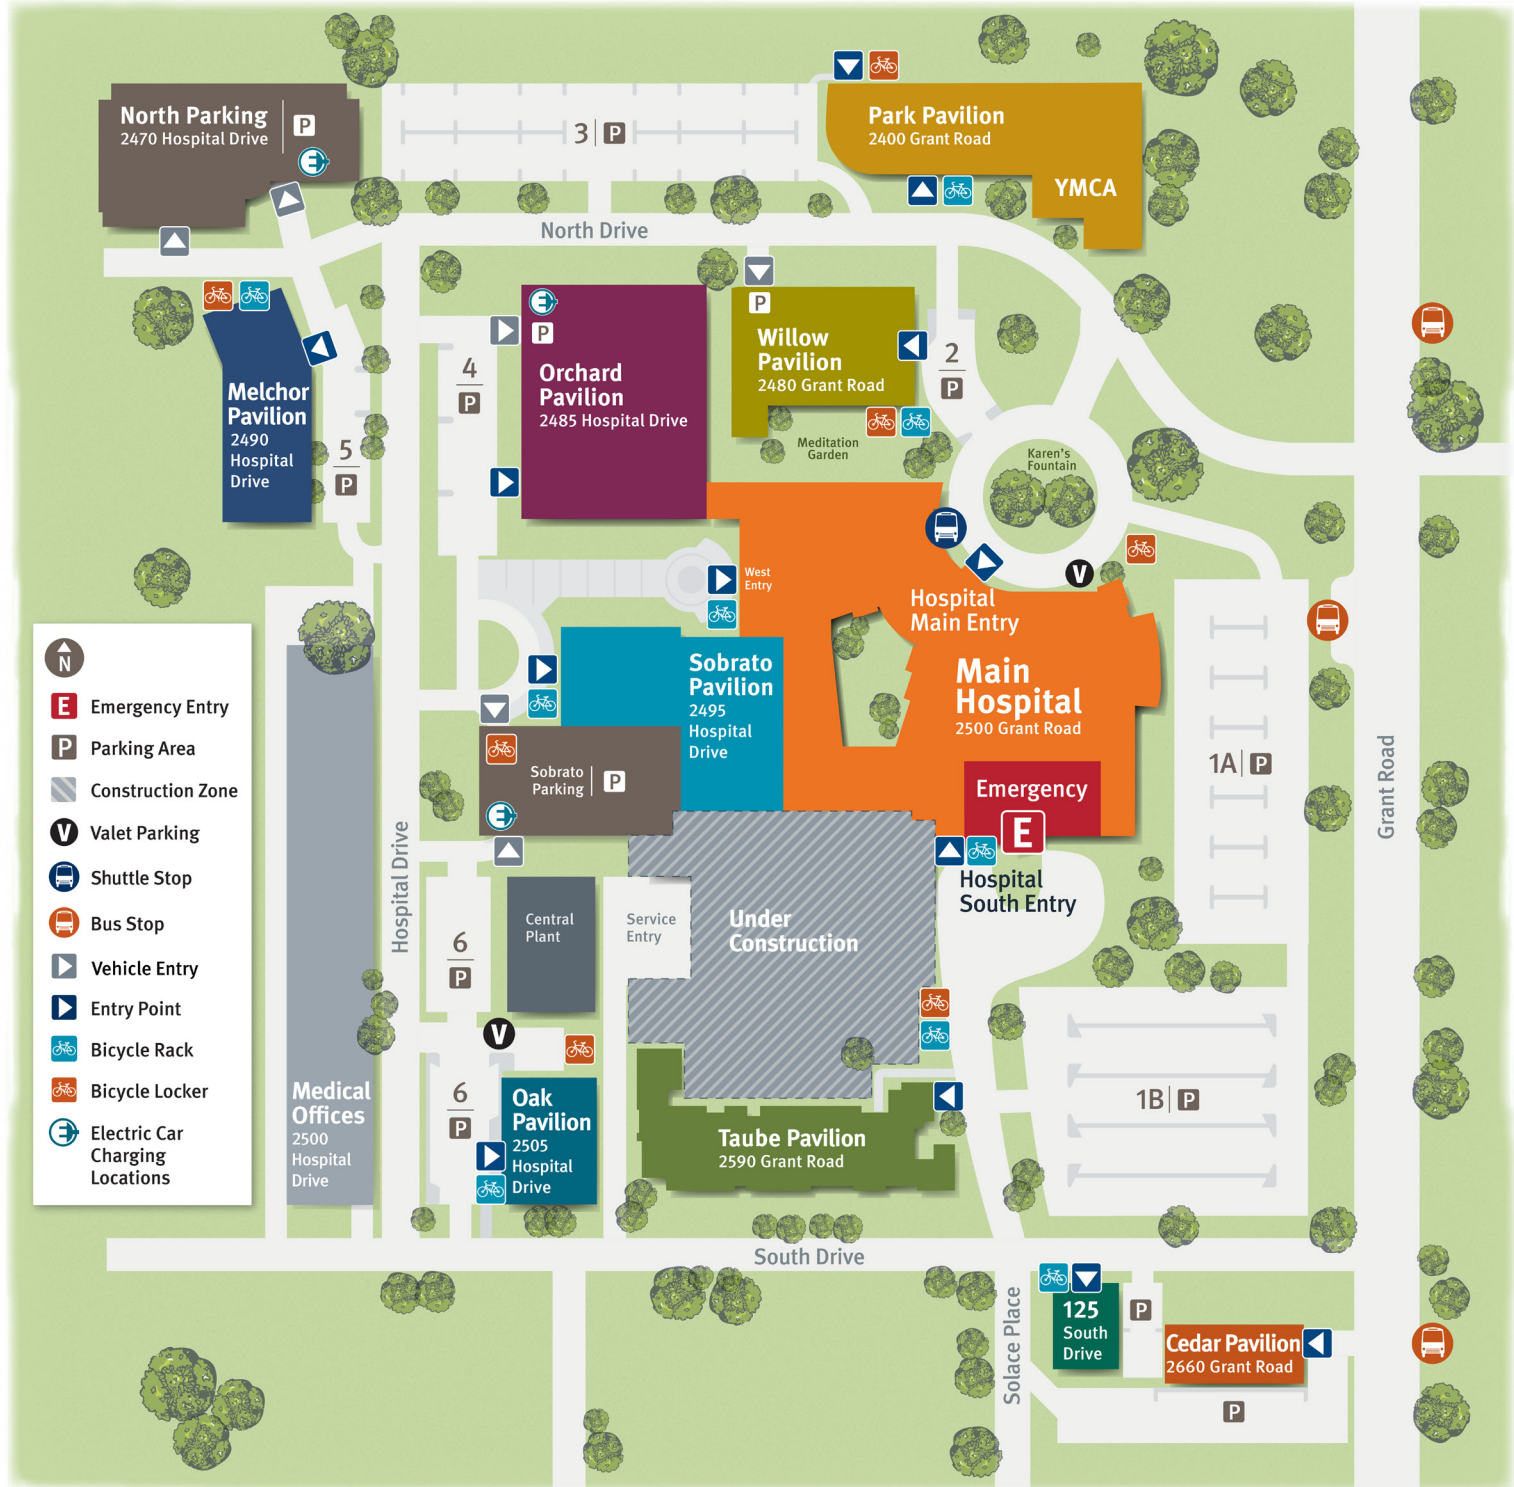 North Parking
2470 Hospital Drive
P
3
P
Park Pavilion
2400 Grant Road
YMCA
North Drive
P
P
Willow
Pavilion
2480 Grant Road
2
P
4
P
Orchard
Pavilion
2485 Hospital Drive
Melchor
Pavilion
2490
Hospital
Drive
5
P
Meditation
Garden
Karen's
Fountain
West
Entry
V
Hospital
Main Entry
Main
Hospital
2500 Grant Road
Sobrato
Pavilion
2495
Hospital
Drive
Sobrato
Parking
P
Emergency
E
1A
P
Grant Road
Hospital Drive
Hospital
South Entry
N
E
Emergency Entry
P
Parking Area
Construction Zone
V
Valet Parking
Shuttle Stop
Bus Stop
Vehicle Entry
Entry Point
Bicycle Rack
Bicycle Locker
E
Electric Car
Charging
Locations
E
E
E
6
P
Central
Plant
Service
Entry
Under
Construction
V
6
P
Medical
Offices
2500
Hospital
Drive
Oak
Pavilion
2505
Hospital
Drive
Taube Pavilion
2590 Grant Road
1B
P
South Drive
Solace Place
125
South
Drive
P
Cedar Pavilion
2660 Grant Road
P